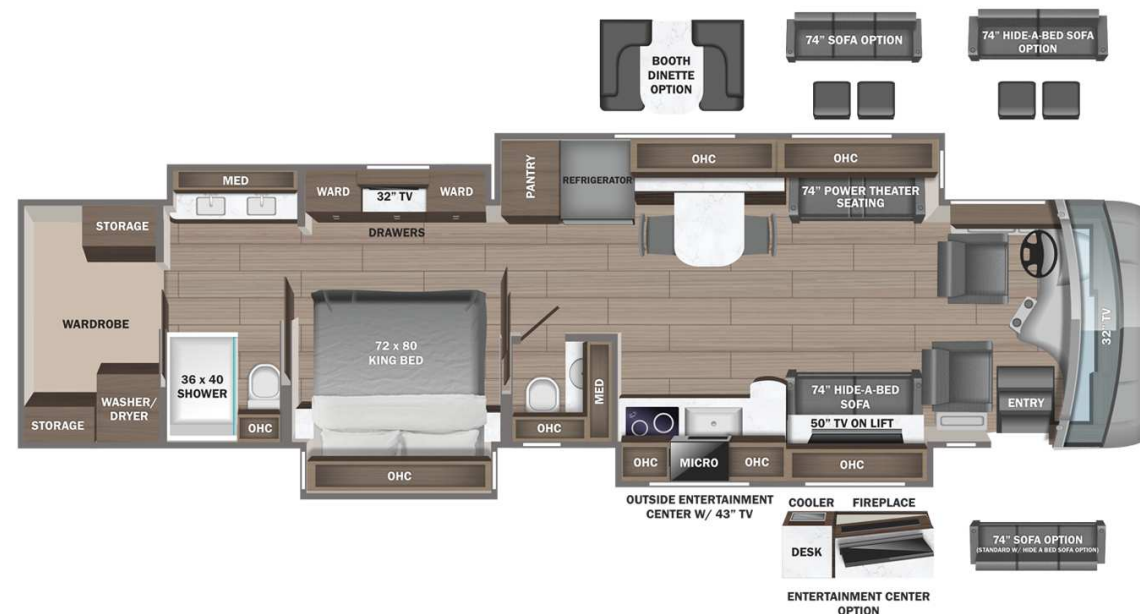 BOOTH
DINETTE
OPTION
74” SOFA OPTION
74” HIDE-A-BED SOFA
OPTION
MED
STORAGE
WARD
32” TV
WARD
DRAWERS
PANTRY
REFRIGERATOR
OHC
OHC
74” POWER THEATER
SEATING
WARDROBE
72 x 80
KING BED
32” TV
36 x 40
SHOWER
WASHER/
DRYER
STORAGE
OHC
OHC
OHC
MED
74” HIDE-A-BED
SOFA
50” TV ON LIFT
ENTRY
OHC
MICRO
OHC
OHC
OUTSIDE ENTERTAINMENT
CENTER W/ 43” TV
COOLER
FIREPLACE
DESK
ENTERTAINMENT CENTER
OPTION
74” SOFA OPTION
(STANDARD W/ HIDE A BED SOFA OPTION)